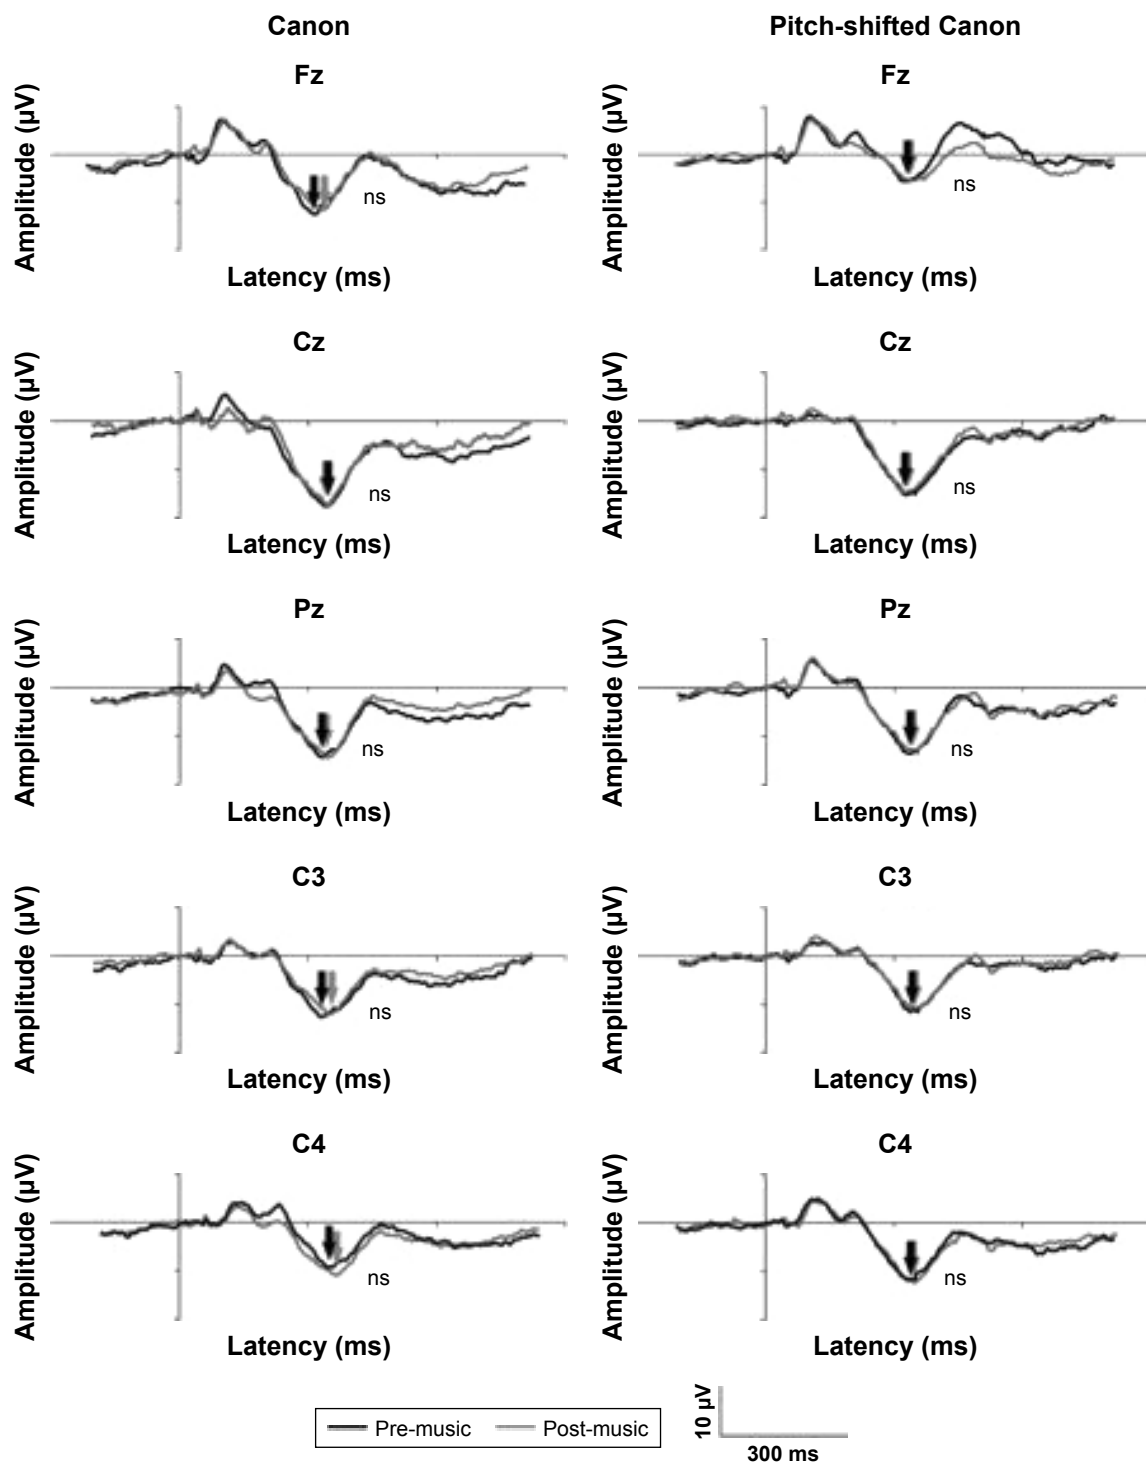 Canon
Pitch-shifted Canon
Fz
Fz
Amplitude (µV)
Amplitude (µV)
ns
ns
Latency (ms)
Latency (ms)
Cz
Cz
Amplitude (µV)
Amplitude (µV)
ns
ns
Latency (ms)
Latency (ms)
Pz
Pz
Amplitude (µV)
Amplitude (µV)
ns
ns
Latency (ms)
Latency (ms)
C3
C3
Amplitude (µV)
Amplitude (µV)
ns
ns
Latency (ms)
Latency (ms)
C4
C4
Amplitude (µV)
Amplitude (µV)
ns
ns
Latency (ms)
Latency (ms)
Pre-music
Post-music
10 µV
300 ms